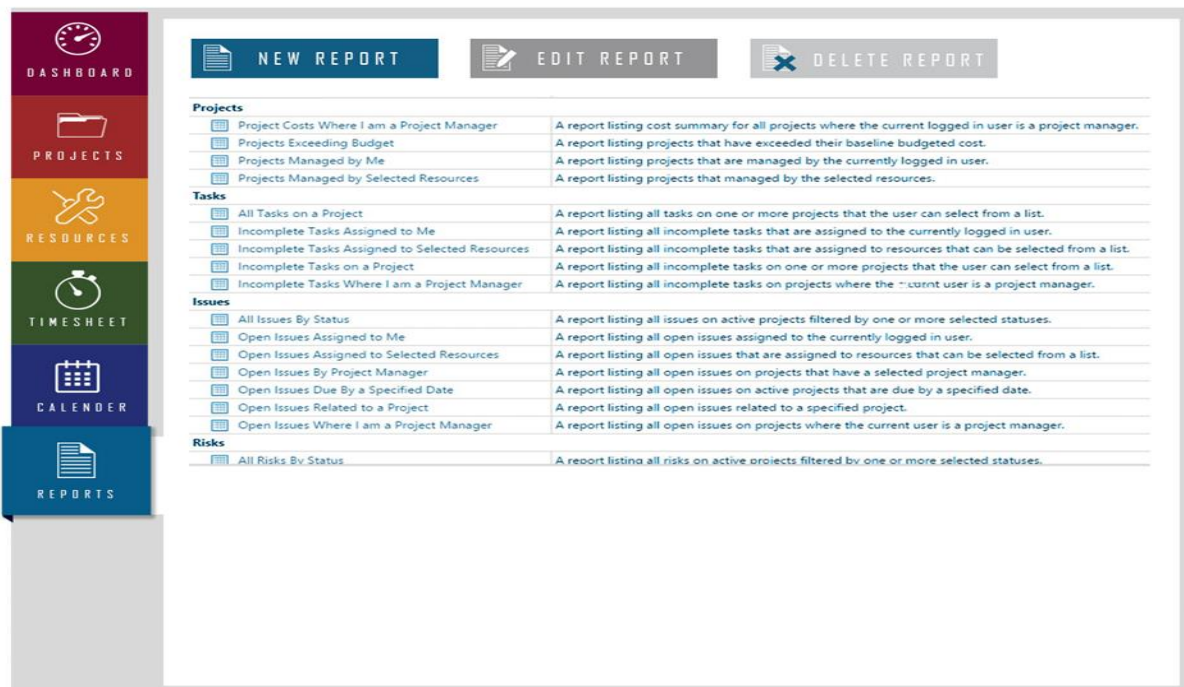 DASHBOARD
PROJECTS
RESOURCES
TIMESHEET
CALENDER
REPORTS
NEW REPORT
EDIT REPORT
DELETE REPORT
Projects
Project Costs Where I am a Project Manager A report listing cost summary for all projects where the current logged in user is a project manager.
Projects Exceeding Budget A report listing projects that have exceeded their baseline budgeted cost.
Projects Managed by Me A report listing projects that are managed by the currently logged in user.
Projects Managed by Selected Resources A report listing projects that managed by the selected resources.
Tasks
All Tasks on a Project A report listing all tasks on one or more projects that the user can select from a list.
Incomplete Tasks Assigned to Me A report listing all incomplete tasks that are assigned to the currently logged in user.
Incomplete Tasks Assigned to Selected Resources A report listing all incomplete tasks that are assigned to resources that can be selected from a list.
Incomplete Tasks on a Project A report listing all incomplete tasks on one or more projects that the user can select from a list.
Incomplete Tasks Where I am a Project Manager A report listing all incomplete tasks on projects where the user is a project manager.
Issues
All Issues By Status A report listing all issues on active projects filtered by one or more selected statuses.
Open Issues Assigned to Me A report listing all open issues assigned to the currently logged in user.
Open Issues Assigned to Selected Resources A report listing all open issues that are assigned to resources that can be selected from a list.
Open Issues By Project Manager A report listing all open issues on projects that have a selected project manager.
Open Issues Due By a Specified Date A report listing all open issues on active projects that are due by a specified date.
Open Issues Related to a Project A report listing all open issues related to a specified project.
Open Issues Where I am a Project Manager A report listing all open issues on projects where the current user is a project manager.
Risks
All Risks By Status A report listing all risks on active projects filtered by one or more selected statuses.